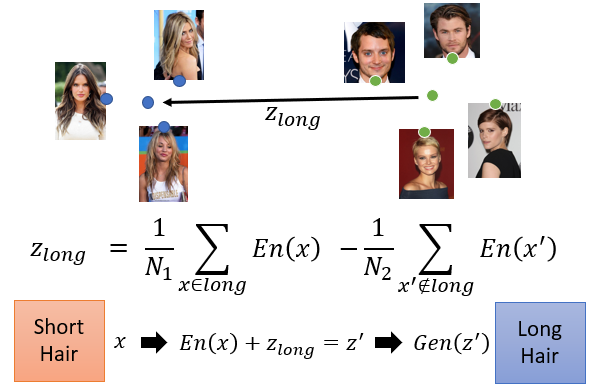 z_{long}
z_{long} = \frac{1}{N_1} \sum_{x \in long} En(x) - \frac{1}{N_2} \sum_{x' \notin long} En(x')
Short
Hair
x ➡ En(x) + z_{long} = z' ➡ Gen(z')
Long
Hair